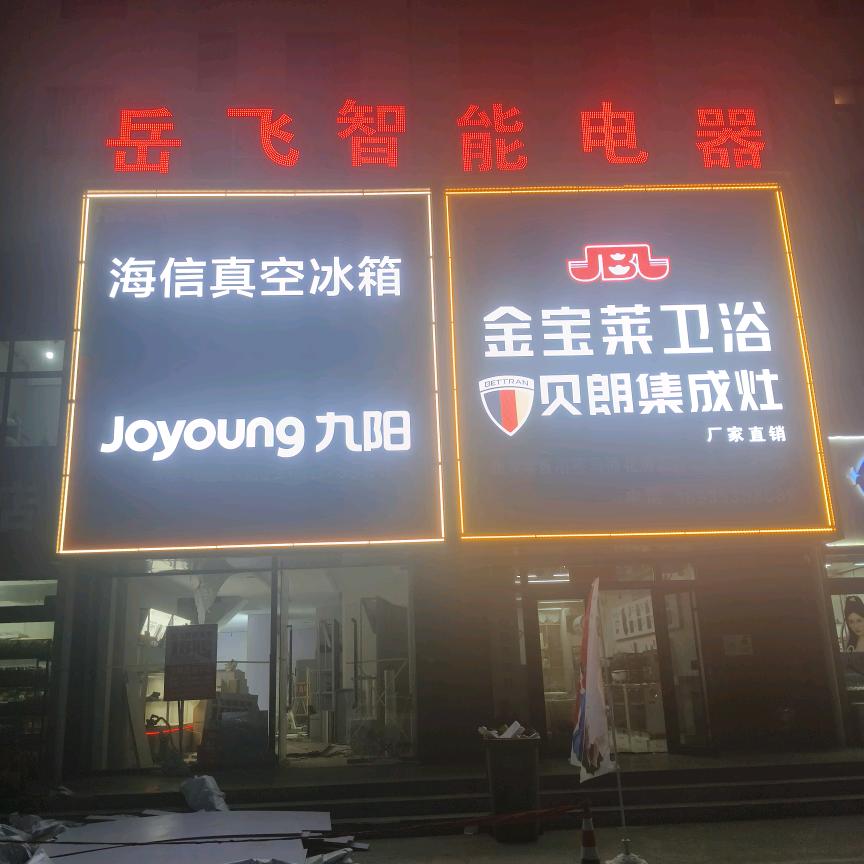 岳飞智能电器
海信真空冰箱
Joyoung 九阳
JBL
金宝莱卫浴
BETTRAN
贝朗集成灶
厂家直销